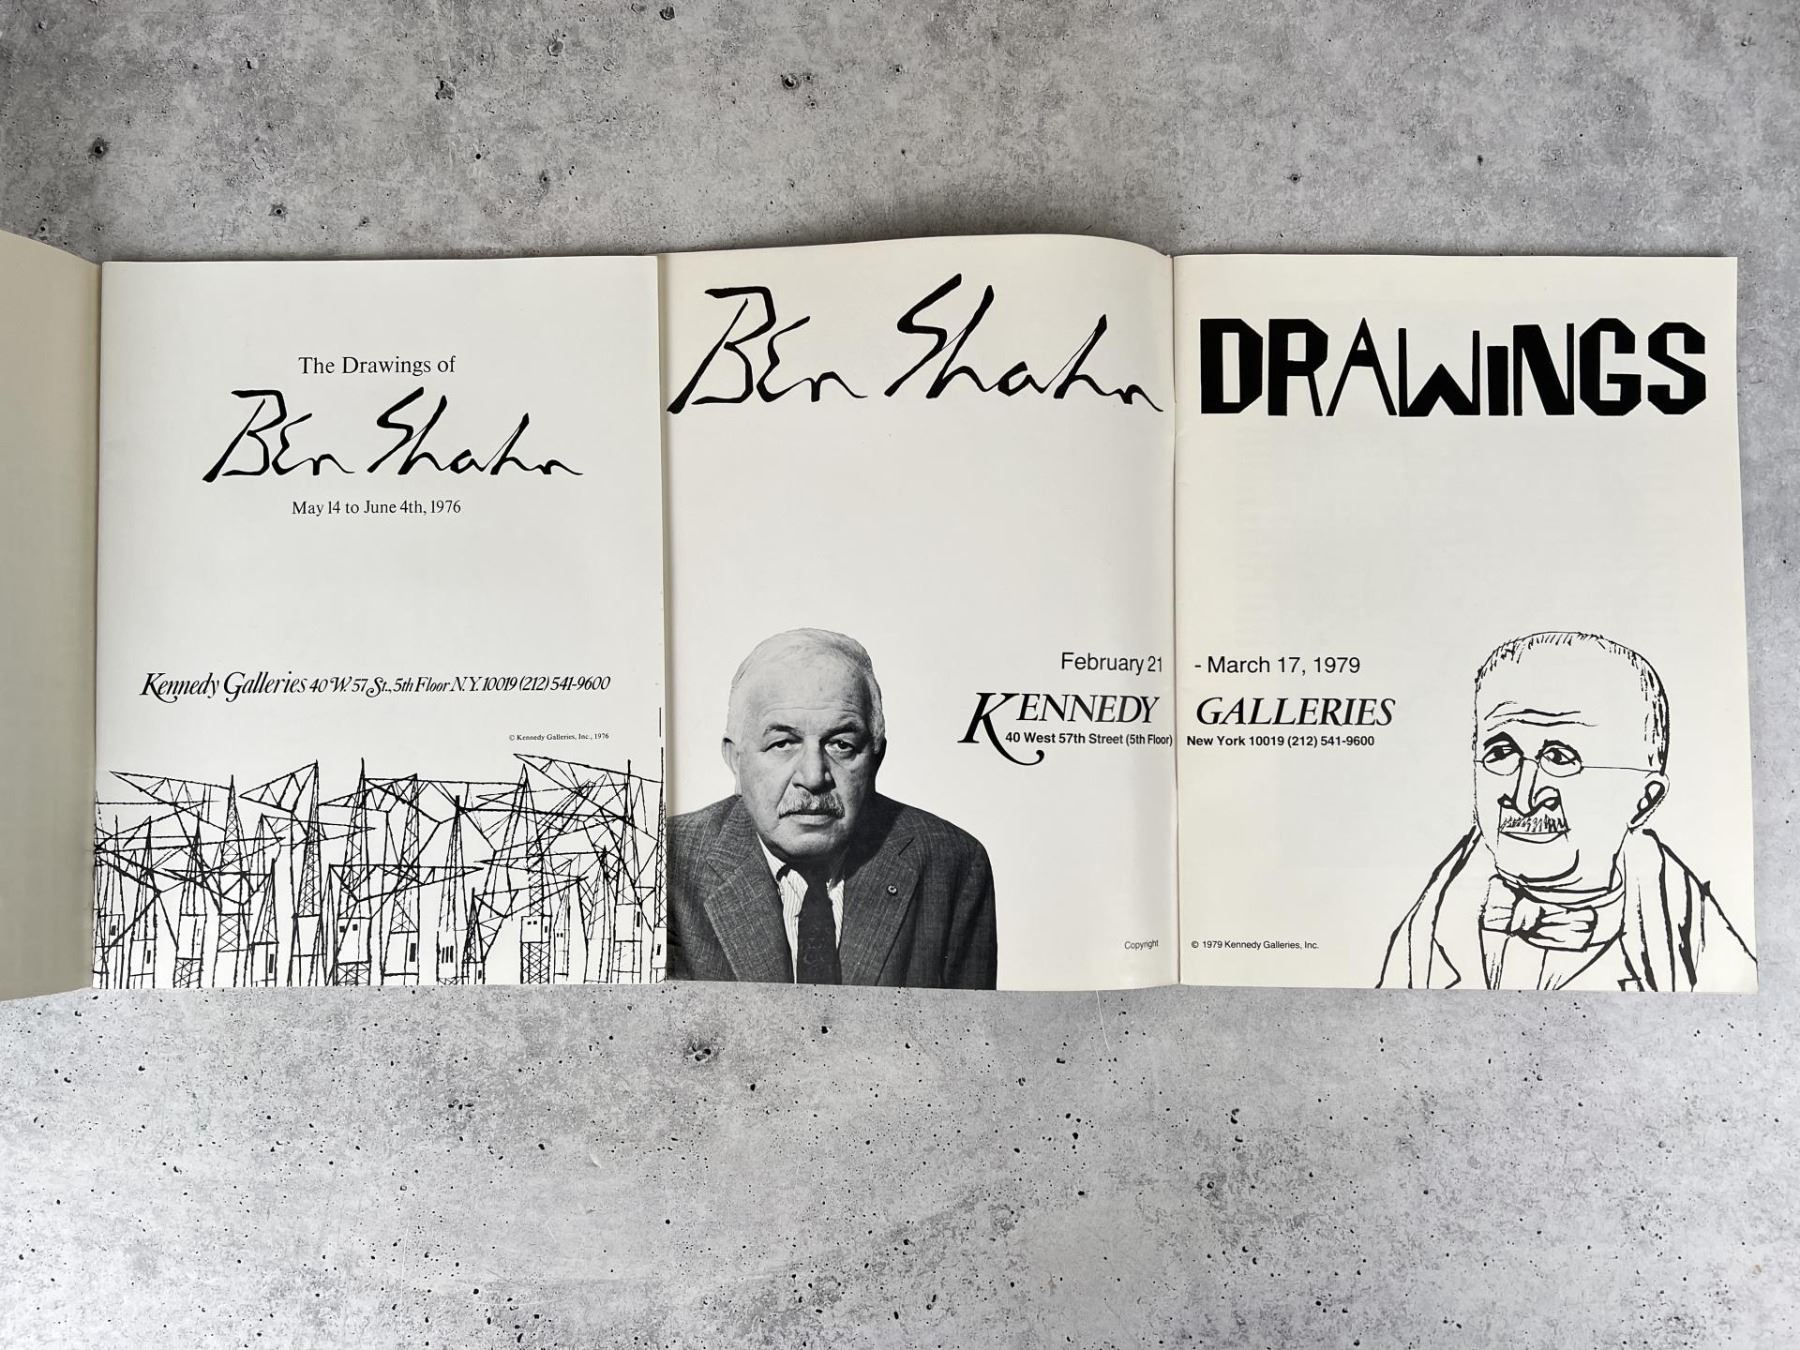 The Drawings of
Ben Shahn
May 14 to June 4th, 1976
Kennedy Galleries 40 W. 57 St., 5th Floor N.Y. 10019 (212) 541-9600
© Kennedy Galleries, Inc., 1976
Ben Shahn DRAWINGS
February 21 - March 17, 1979
KENNEDY GALLERIES
40 West 57th Street (5th Floor) New York 10019 (212) 541-9600
Copyright © 1979 Kennedy Galleries, Inc.